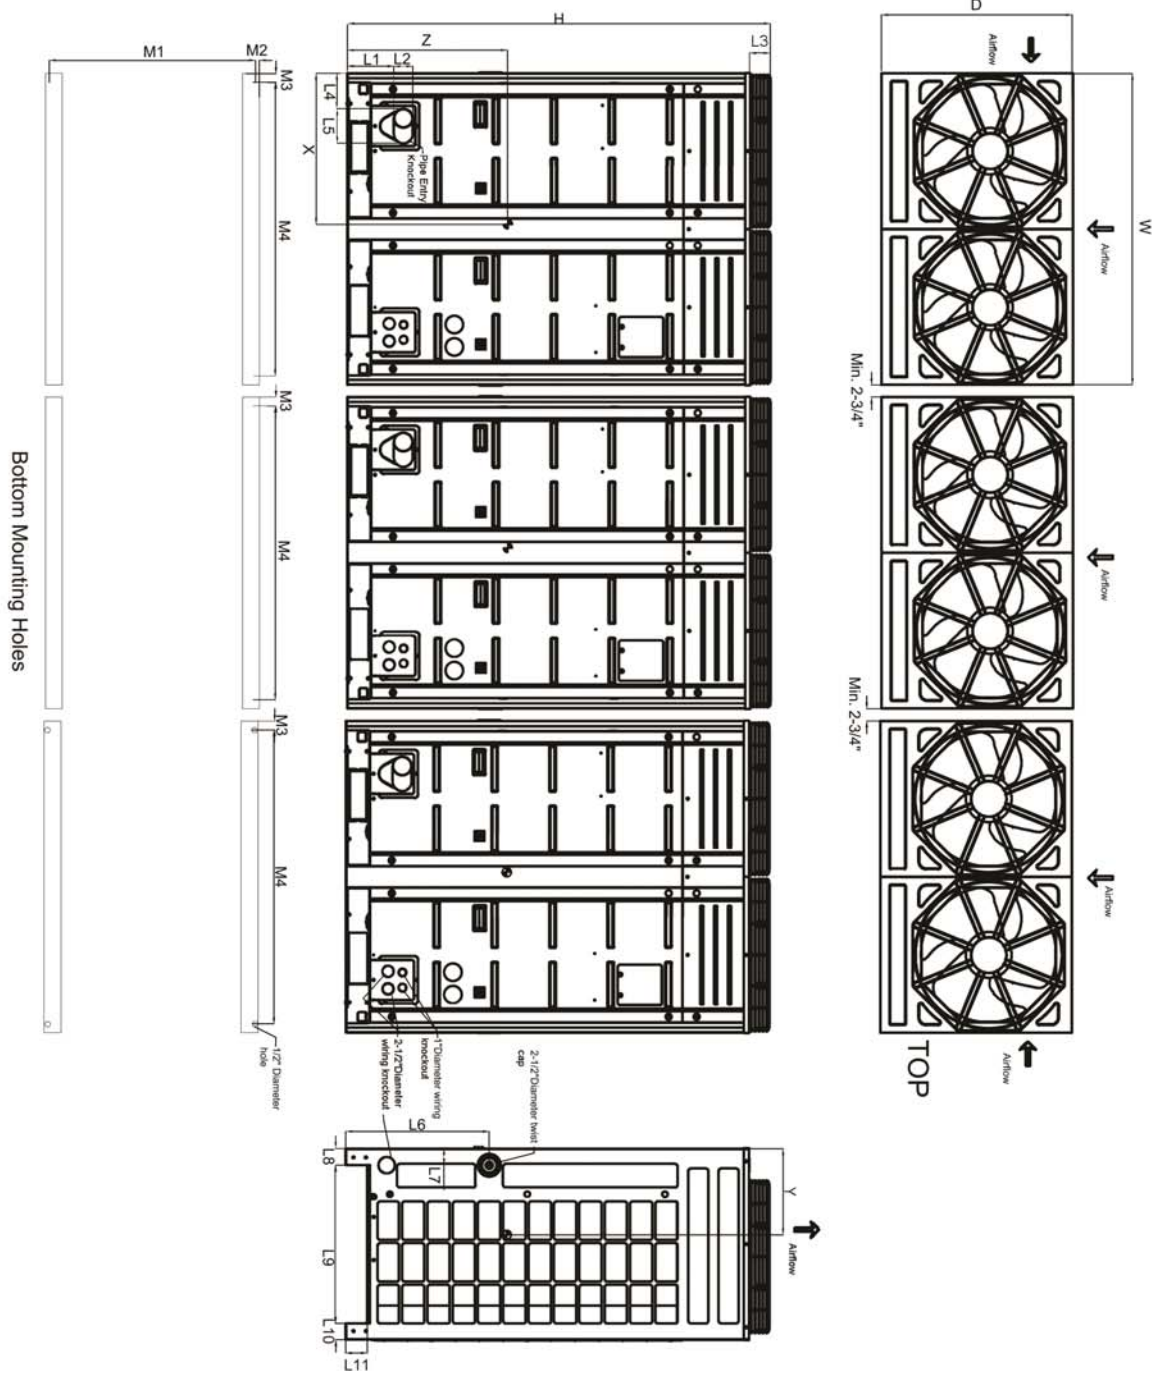 H
D
M1
M2
Z
L3
Airflow
L1
L2
M3
L4
L5
X
Pipe Entry
Knockout
W
M4
Airflow
Min. 2-3/4"
M3
M4
Airflow
Bottom Mounting Holes
Min. 2-3/4"
M3
M4
Airflow
1/2" Diameter
hole
2-1/2"Diameter
wiring knockout
1"Diameter wiring
knockout
2-1/2"Diameter twist
cap
TOP
Airflow
L6
L8
L7
Y
Airflow
L9
L10
L11